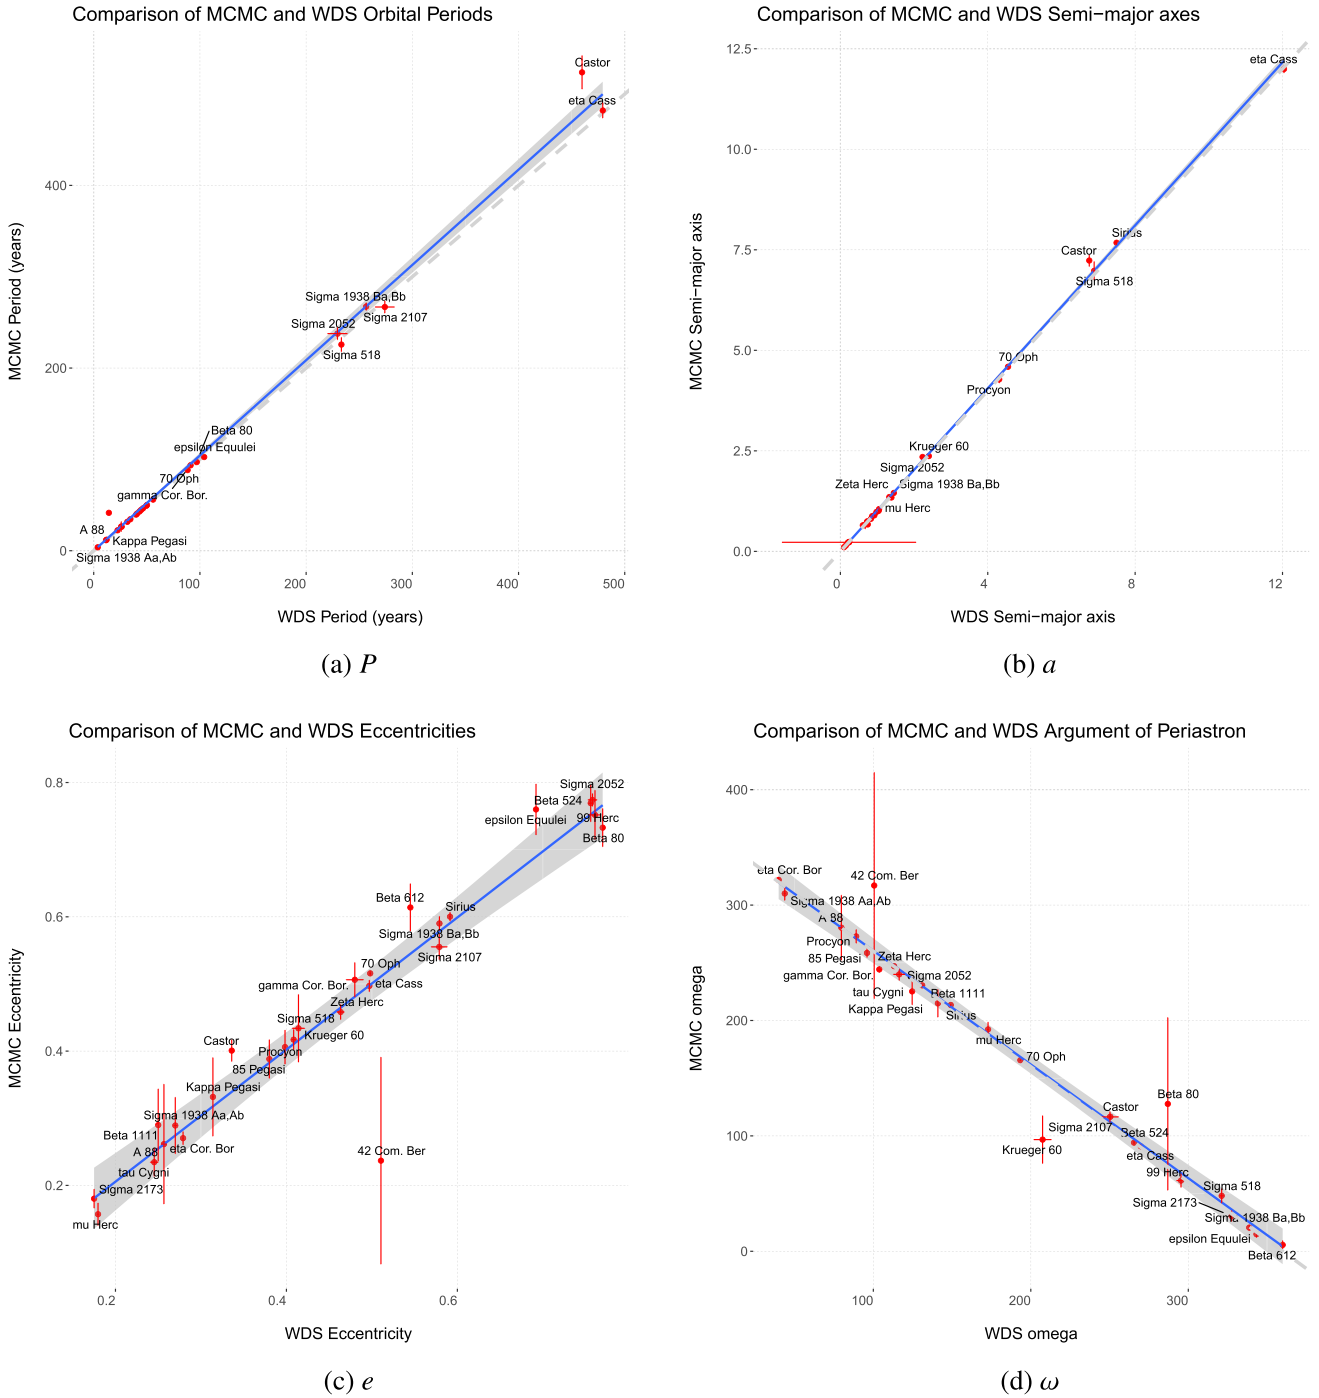 Comparison of MCMC and WDS Orbital Periods
MCMC Period (years)
400
200
0
Castor
eta Cass
Sigma 1938 Ba,Bb
Sigma 2052
Sigma 2107
Sigma 518
Beta 80
epsilon Equulei
70 Oph
gamma Cor. Bor.
A 88
Kappa Pegasi
Sigma 1938 Aa,Ab
0
100
200
300
400
500
WDS Period (years)
(a) P
Comparison of MCMC and WDS Semi−major axes
MCMC Semi−major axis
12.5
10.0
7.5
5.0
2.5
0.0
eta Cass
Sirius
Castor
Sigma 518
70 Oph
Procyon
Krueger 60
Sigma 2052
Zeta Herc
Sigma 1938 Ba,Bb
mu Herc
0
4
8
12
WDS Semi−major axis
(b) a
Comparison of MCMC and WDS Eccentricities
MCMC Eccentricity
0.8
0.6
0.4
0.2
Sigma 2052
Beta 524
epsilon Equulei
99 Herc
Beta 80
Beta 612
Sirius
Sigma 1938 Ba,Bb
Sigma 2107
70 Oph
gamma Cor. Bor.
eta Cass
Zeta Herc
Sigma 518
Krueger 60
Castor
Procyon
85 Pegasi
Kappa Pegasi
Sigma 1938 Aa,Ab
Beta 1111
eta Cor. Bor
A 88
42 Com. Ber
tau Cygni
Sigma 2173
mu Herc
0.2
0.4
0.6
WDS Eccentricity
(c) e
Comparison of MCMC and WDS Argument of Periastron
MCMC omega
400
300
200
100
0
eta Cor. Bor
42 Com. Ber
Sigma 1938 Aa,Ab
A 88
Procyon
85 Pegasi
Zeta Herc
gamma Cor. Bor.
Sigma 2052
tau Cygni
Beta 1111
Kappa Pegasi
Sirius
mu Herc
70 Oph
Beta 80
Castor
Sigma 2107
Beta 524
Krueger 60
eta Cass
99 Herc
Sigma 518
Sigma 2173
Sigma 1938 Ba,Bb
epsilon Equulei
Beta 612
100
200
300
WDS omega
(d) ω